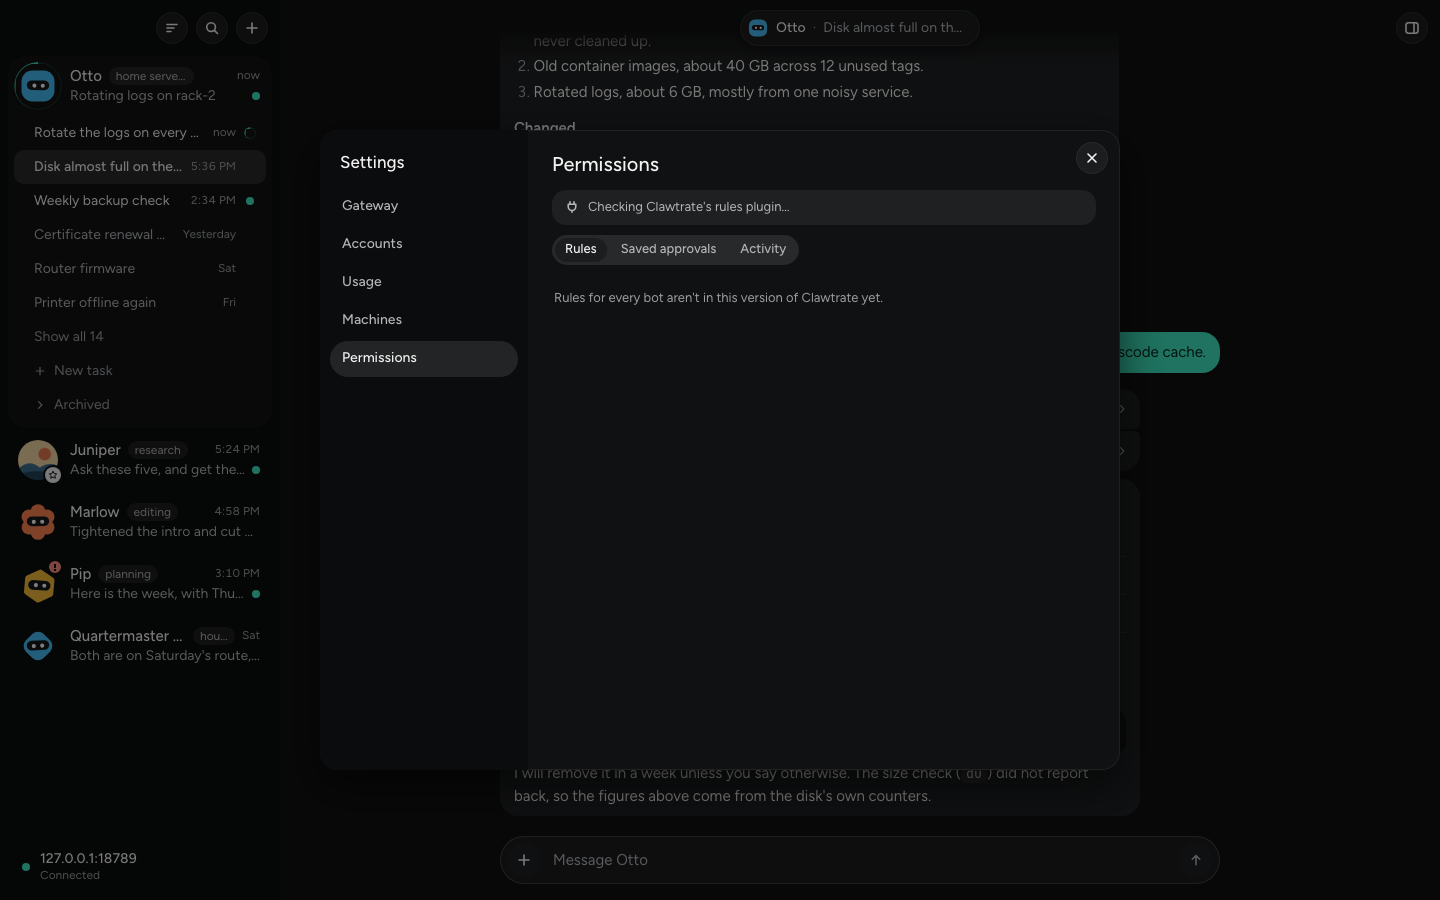 Otto · Disk almost full on th...
Otto home serve... now
Rotating logs on rack-2
Rotate the logs on every ... now
Disk almost full on the... 5:36 PM
Weekly backup check 2:34 PM
Certificate renewal ... Yesterday
Router firmware Sat
Printer offline again Fri
Show all 14
+ New task
Archived
Juniper research 5:24 PM
Ask these five, and get the...
Marlow editing 4:58 PM
Tightened the intro and cut ...
Pip planning 3:10 PM
Here is the week, with Thu...
Quartermaster ... hou... Sat
Both are on Saturday's route,...
127.0.0.1:18789
Connected
never cleaned up.
2. Old container images, about 40 GB across 12 unused tags.
3. Rotated logs, about 6 GB, mostly from one noisy service.
Changed
Settings
Gateway
Accounts
Usage
Machines
Permissions
Permissions
Checking Clawtrate's rules plugin...
Rules Saved approvals Activity
Rules for every bot aren't in this version of Clawtrate yet.
scode cache.
I will remove it in a week unless you say otherwise. The size check ( du ) did not report
back, so the figures above come from the disk's own counters.
Message Otto